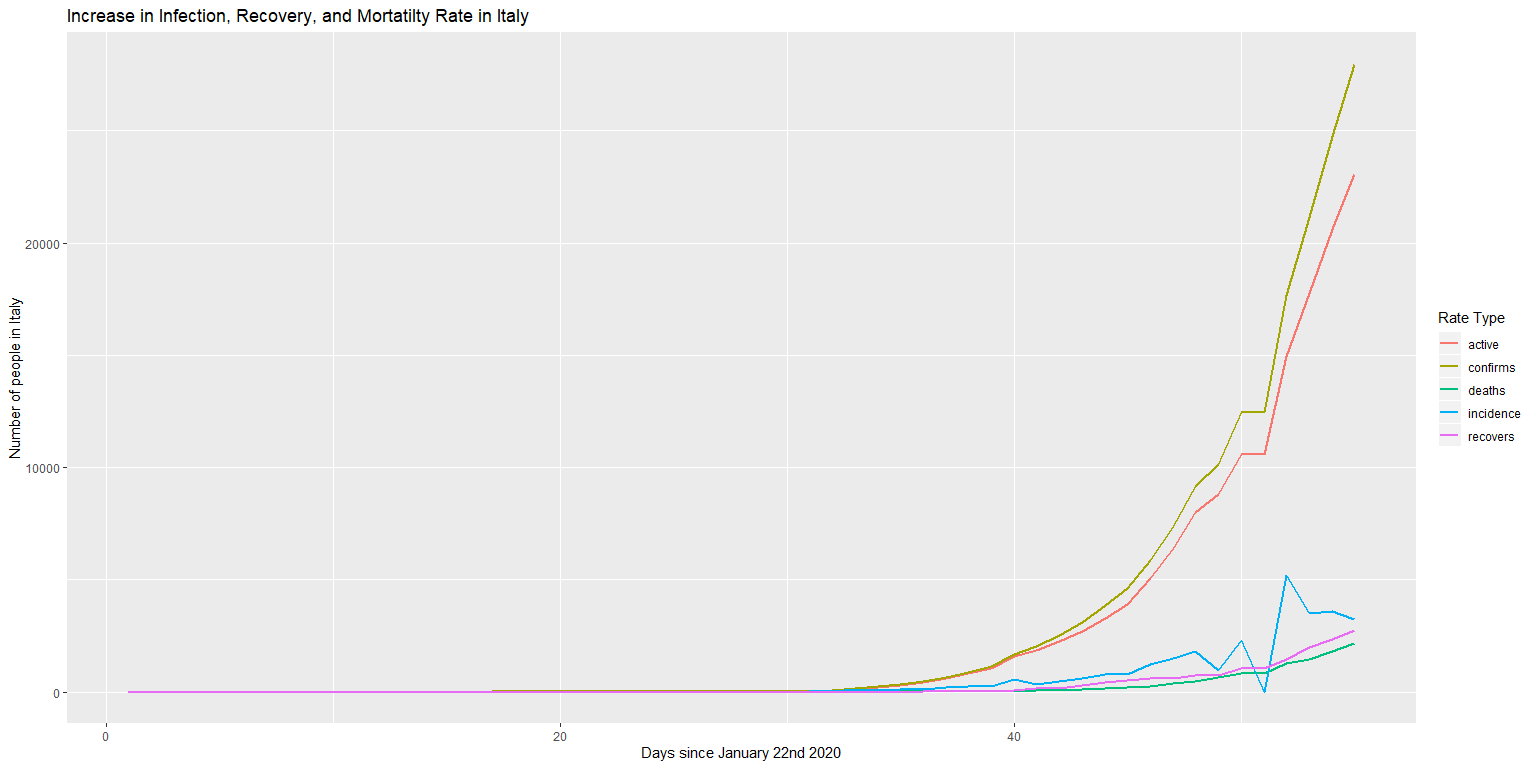 Increase in Infection, Recovery, and Mortatilty Rate in Italy
Number of people in Italy
20000
10000
0
0
20
40
Days since January 22nd 2020
Rate Type
active
confirms
deaths
incidence
recovers